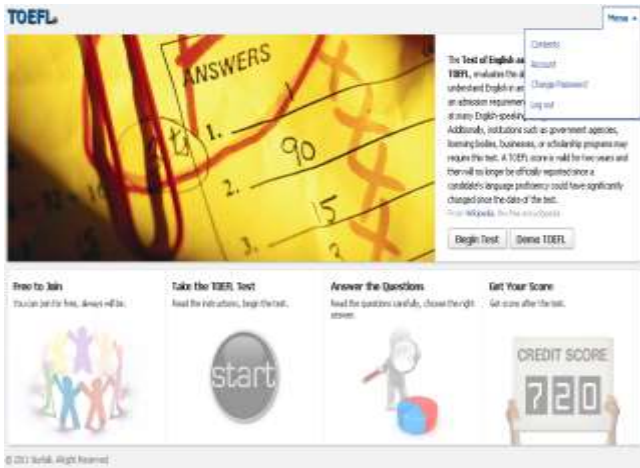 TOEFL
Menu
Contents
Account
Change Password
Log out
ANSWERS
1.
90
2.
15
3.
The Test of English as
TOEFL, evaluates the
understand English in an
an admission requirement
at many English-speaking
Additionally, institutions such as government agencies,
licensing bodies, businesses, or scholarship programs may
require this test. A TOEFL score is valid for two years and
then will no longer be officially reported since a
candidate's language proficiency could have significantly
changed since the date of the test.
From Wikipedia, the free encyclopedia
Begin Test
Demo TOEFL
Free to Join
You can join for free, always will be.
Take the TOEFL Test
Read the instructions, begin the test.
Answer the Questions
Read the questions carefully, choose the right
answer.
Get Your Score
Get score after the test.
start
CREDIT SCORE
720
© 2011